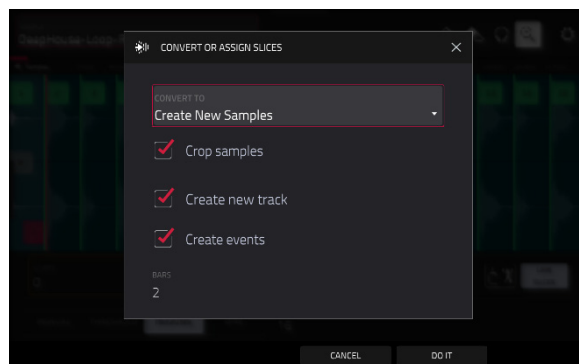 CONVERT OR ASSIGN SLICES
CONVERT TO
Create New Samples
Crop samples
Create new track
Create events
BARS
2
CANCEL
DO IT